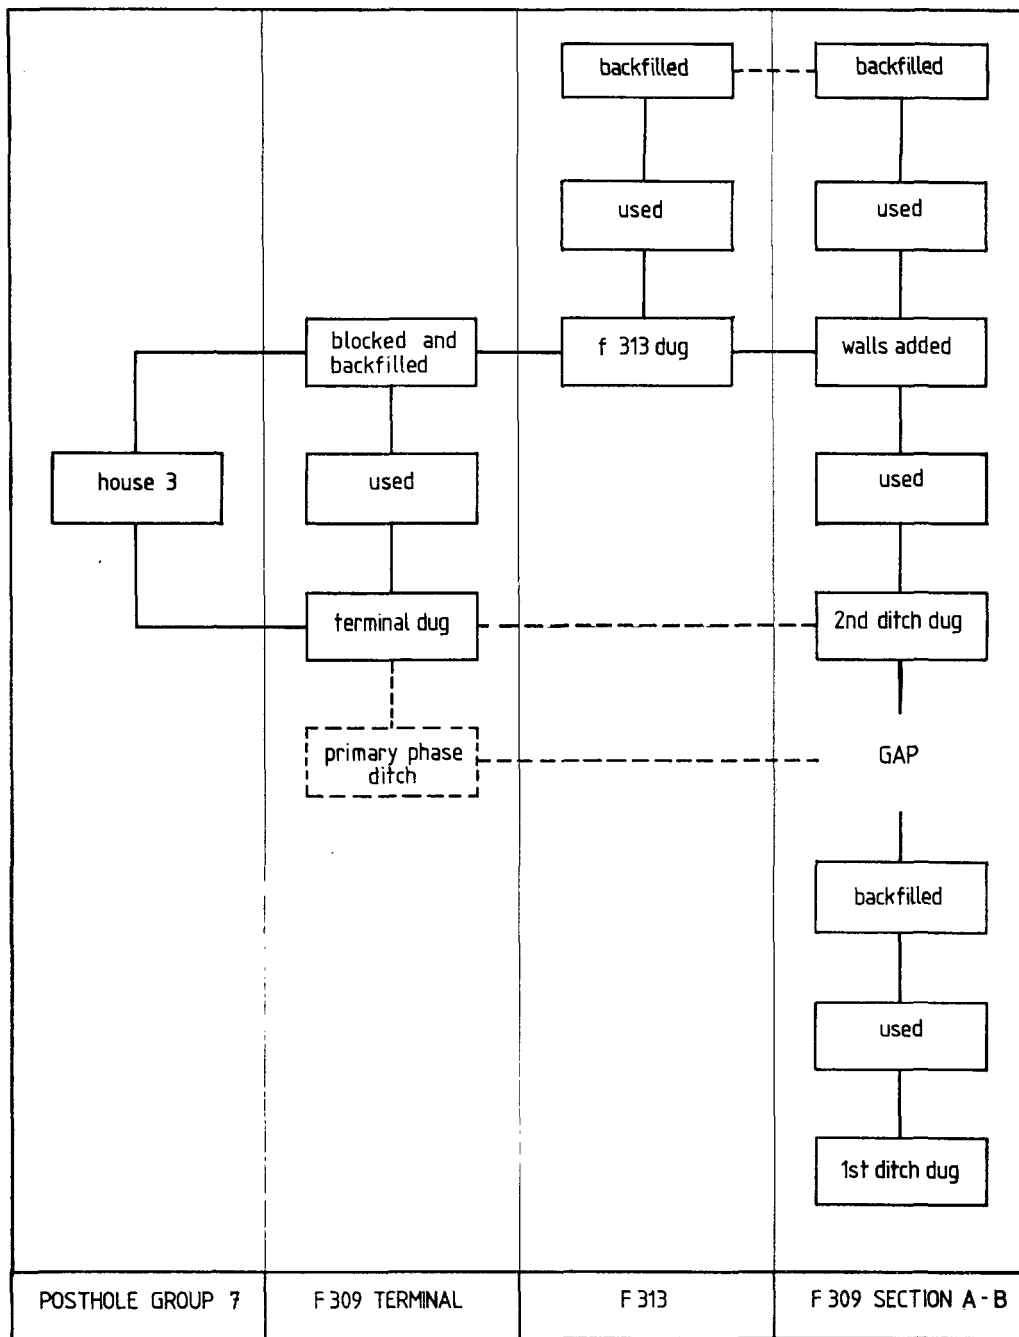 backfilled
backfilled
used
used
blocked and
backfilled
f 313 dug
walls added
house 3
used
used
terminal dug
2nd ditch dug
primary phase
ditch
GAP
backfilled
used
1st ditch dug
POSTHOLE GROUP 7
F 309 TERMINAL
F 313
F 309 SECTION A - B